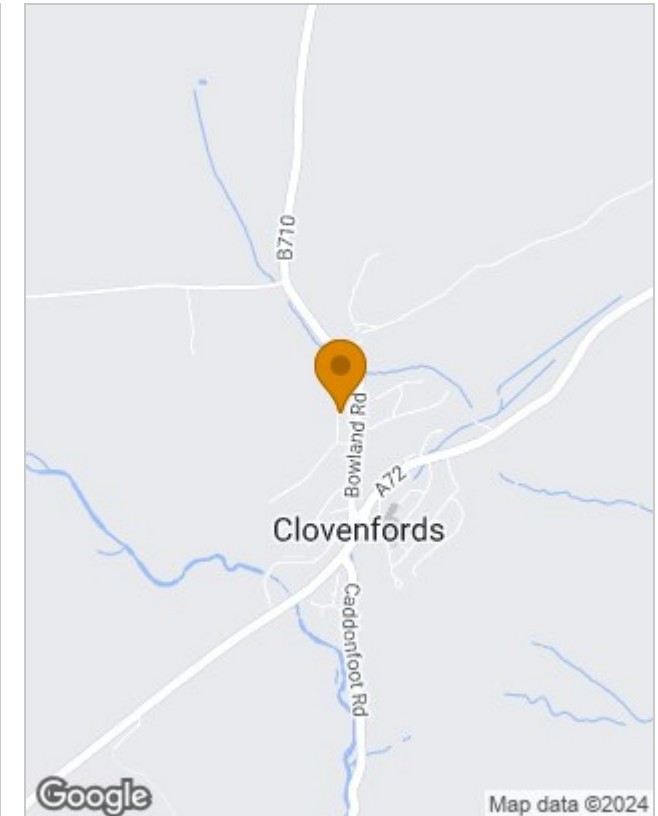 B710
Bowland Rd
A72
Clovenfords
Caddonfoot Rd
Google
Map data ©2024